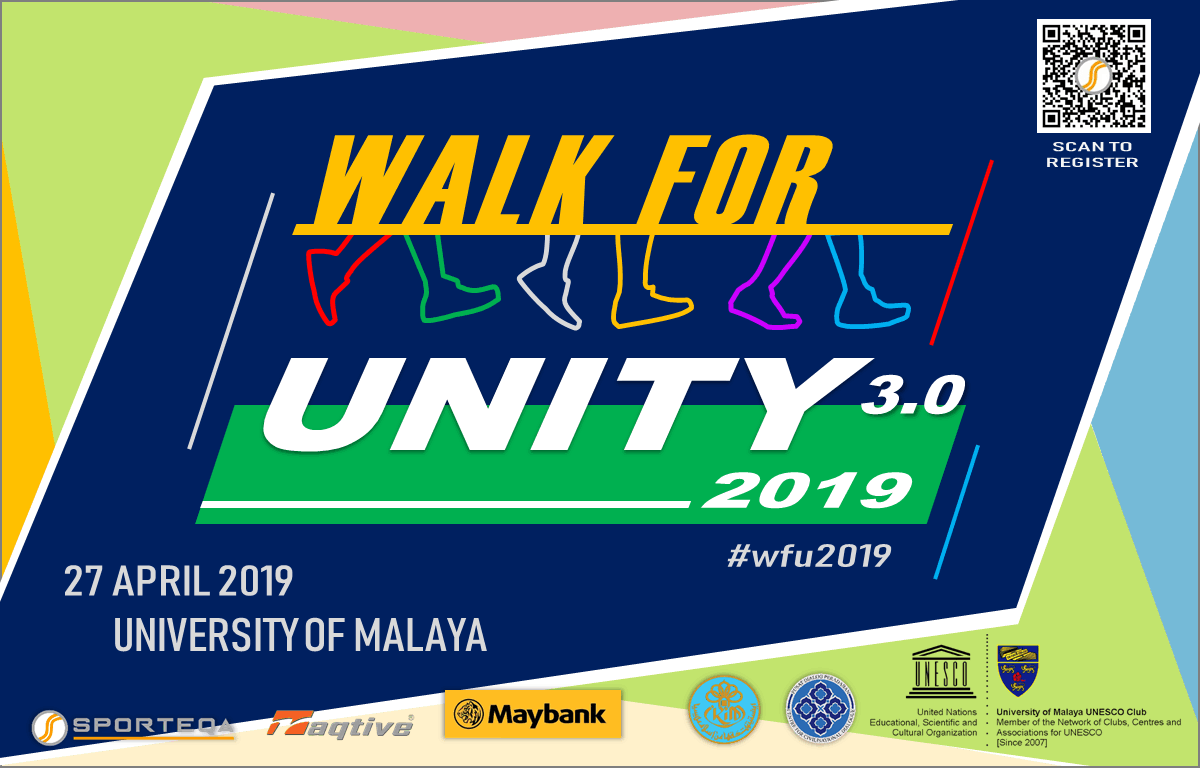 SCAN TO
REGISTER
WALK FOR
UNITY 3.0
2019
#wfu2019
27 APRIL 2019
UNIVERSITY OF MALAYA
SPORTEQA
Taqtive®
Maybank
UNESCO
United Nations
Educational, Scientific and
Cultural Organization
University of Malaya UNESCO Club
Member of the Network of Clubs, Centres and
Associations for UNESCO
[Since 2007]